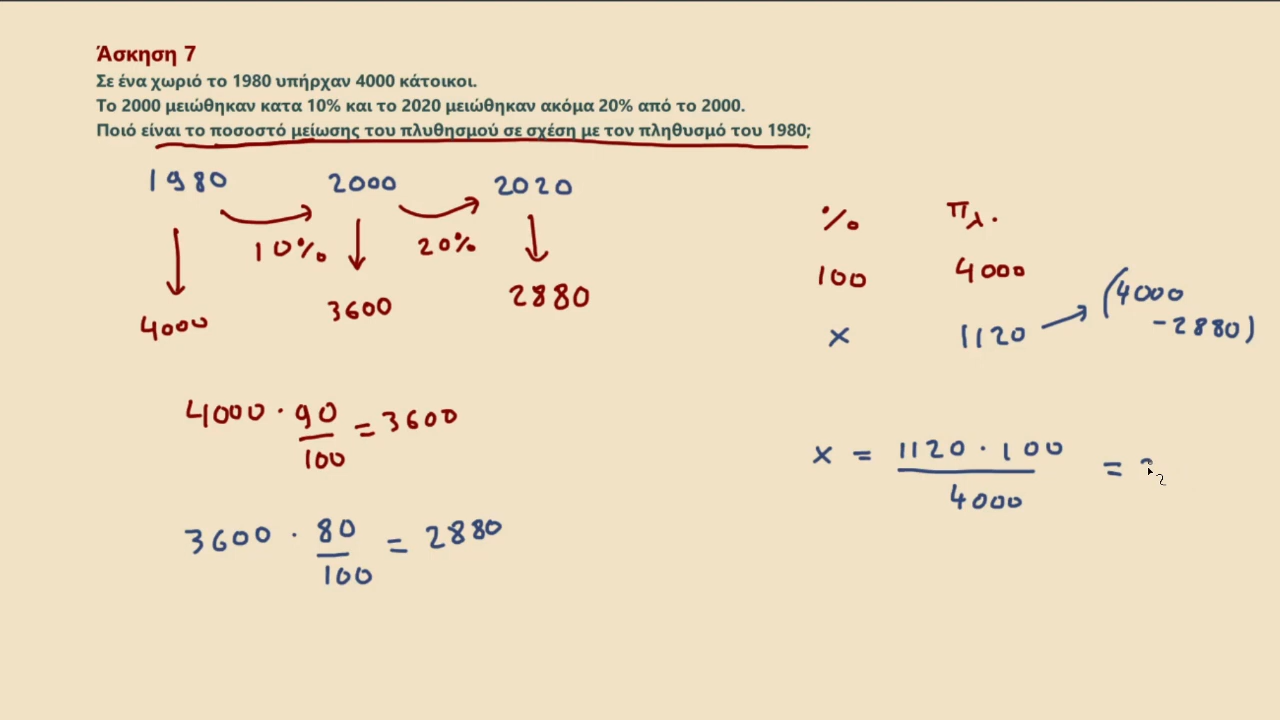 Άσκηση 7
Σε ένα χωριό το 1980 υπήρχαν 4000 κάτοικοι.
Το 2000 μειώθηκαν κατα 10% και το 2020 μειώθηκαν ακόμα 20% από το 2000.
Ποιό είναι το ποσοστό μείωσης του πλυθησμού σε σχέση με τον πληθυσμό του 1980;
1980 2000 2020
10% 20%
4000 3600 2880
4000 · 90/100 = 3600
3600 · 80/100 = 2880
% πλ.
100 4000
x 1120 (4000
-2880)
x = 1120 · 100 / 4000 =